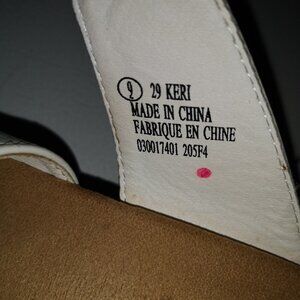 9 29 KERI
MADE IN CHINA
FABRIQUE EN CHINE
030017401 205F4